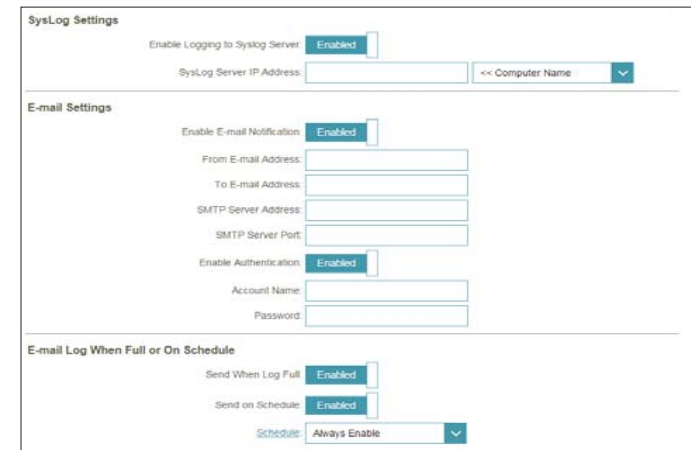 SysLog Settings
Enable Logging to Syslog Server: Enabled
SysLog Server IP Address: << Computer Name
E-mail Settings
Enable E-mail Notification: Enabled
From E-mail Address:
To E-mail Address:
SMTP Server Address:
SMTP Server Port:
Enable Authentication: Enabled
Account Name:
Password:
E-mail Log When Full or On Schedule
Send When Log Full: Enabled
Send on Schedule: Enabled
Schedule: Always Enable